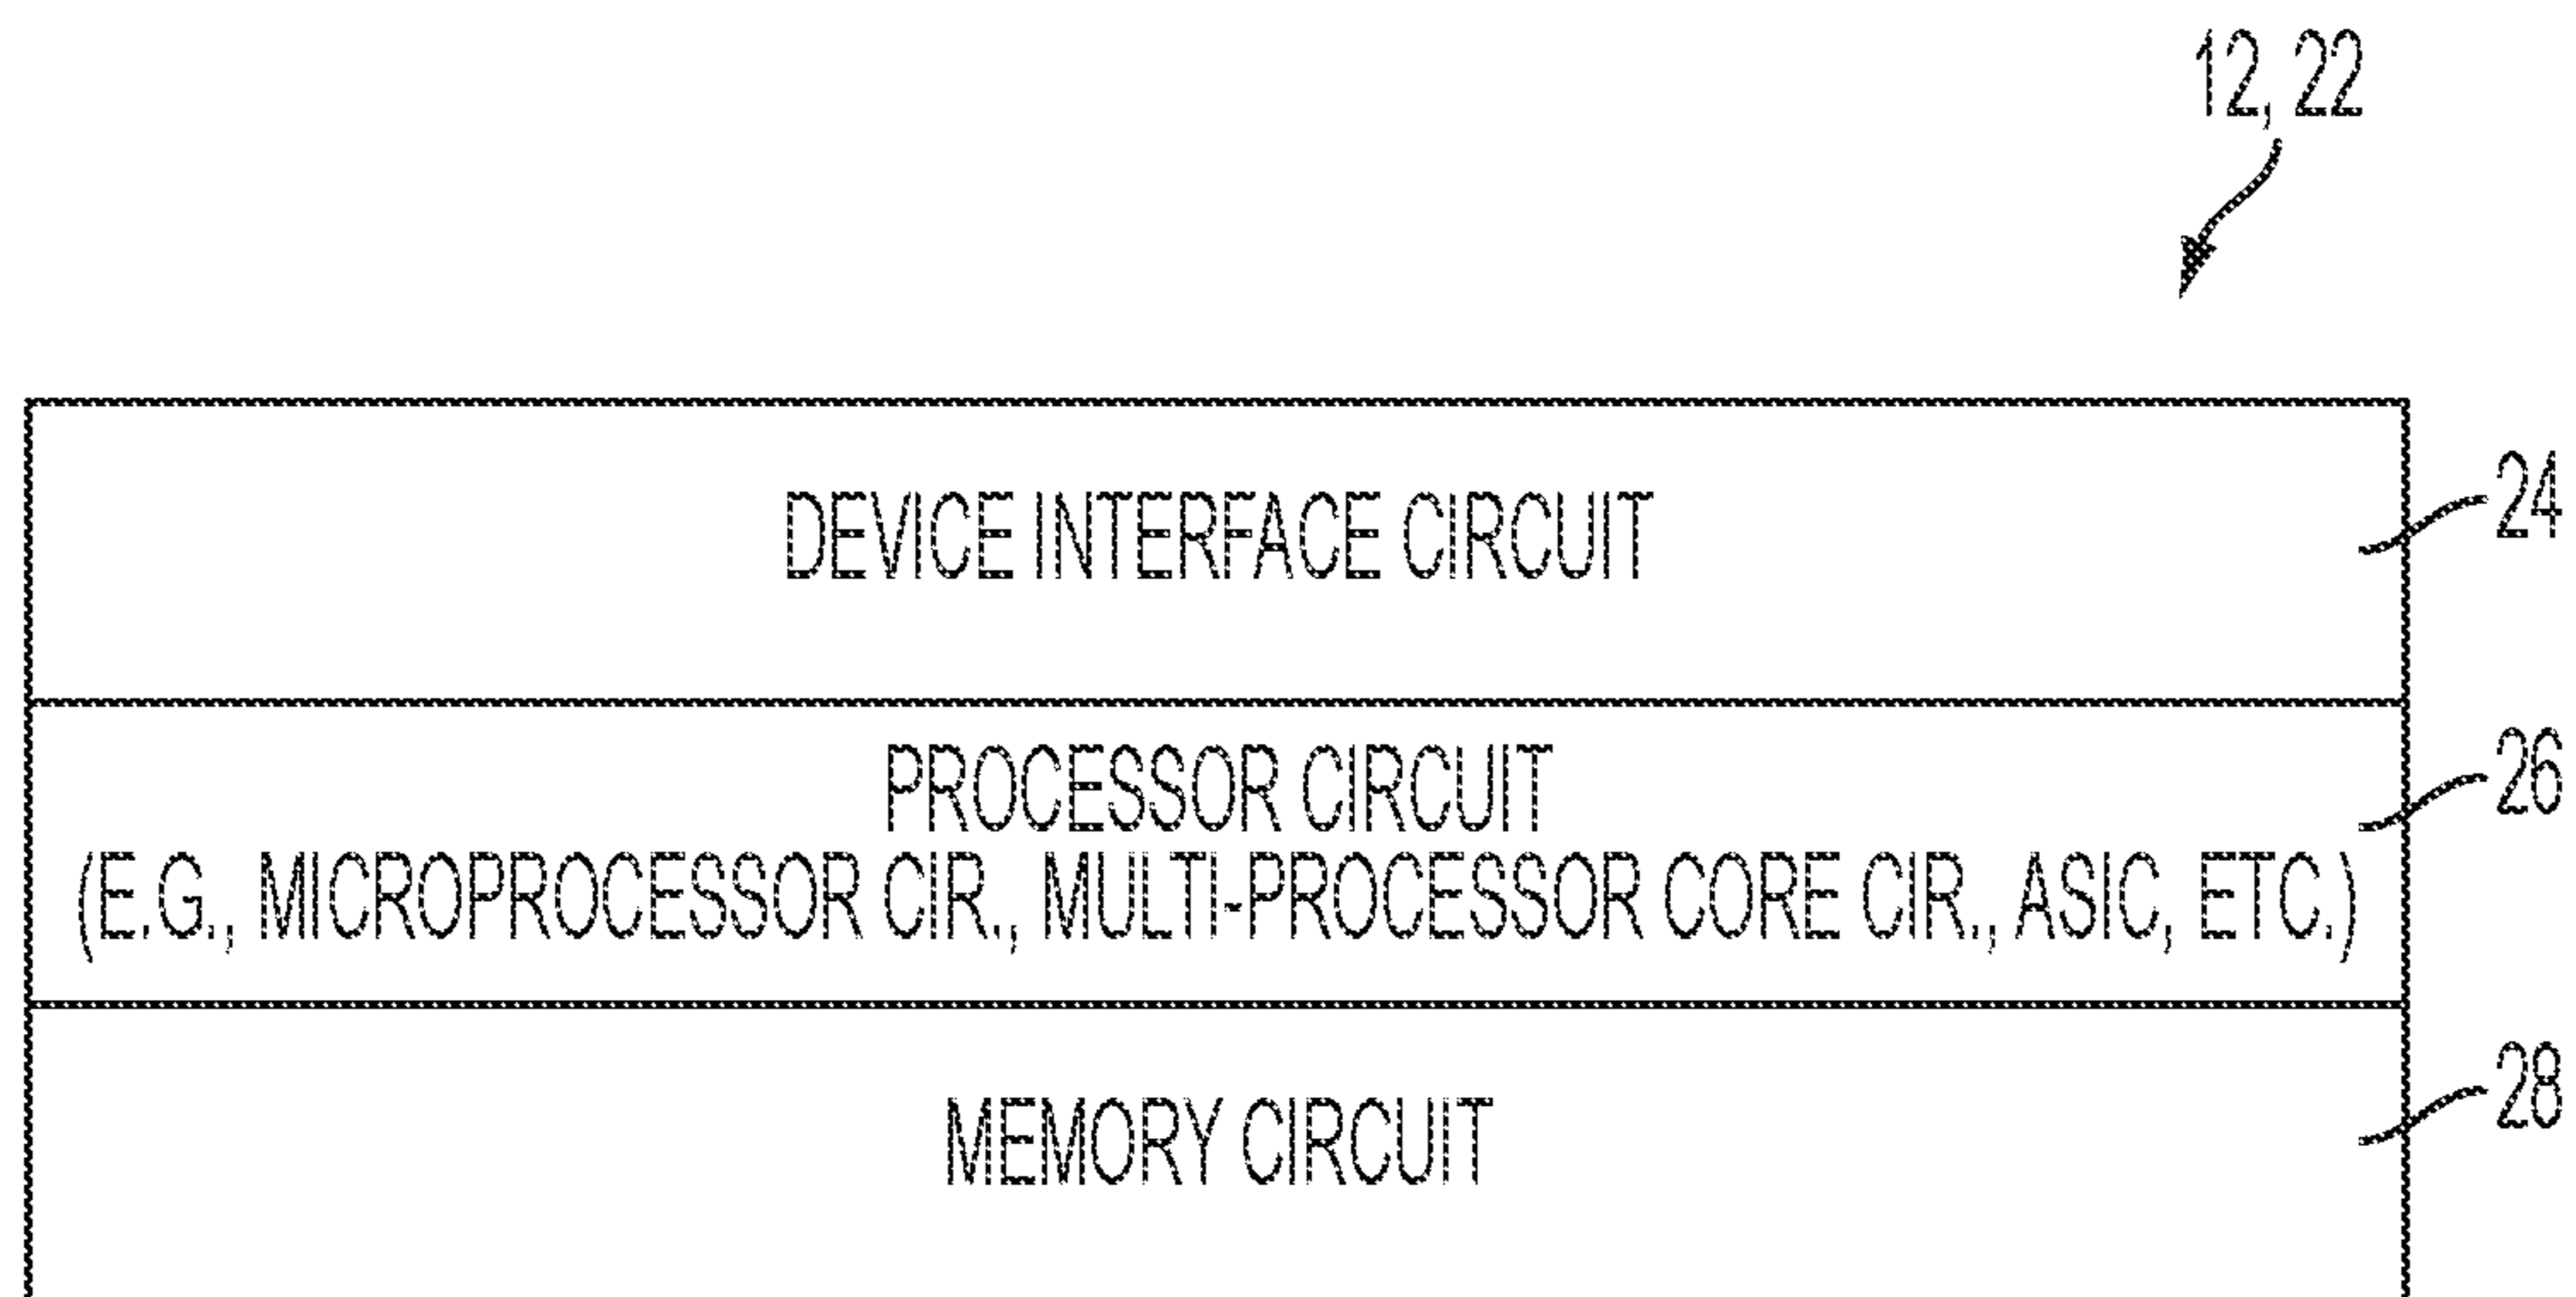 12, 22
DEVICE INTERFACE CIRCUIT
24
PROCESSOR CIRCUIT
(E.G., MICROPROCESSOR CIR., MULTI-PROCESSOR CORE CIR., ASIC, ETC.)
26
MEMORY CIRCUIT
28